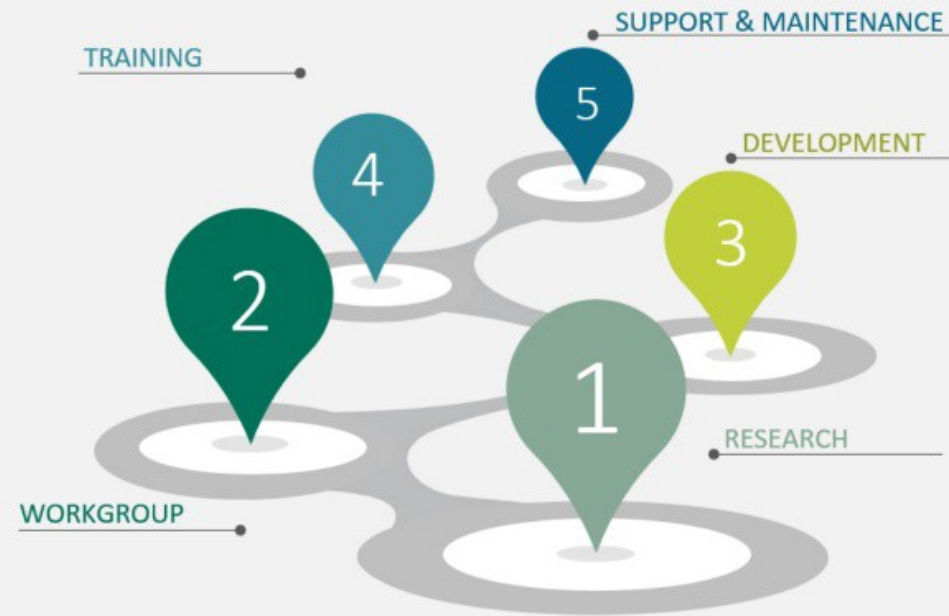 SUPPORT & MAINTENANCE
TRAINING
5
DEVELOPMENT
4
3
2
1
RESEARCH
WORKGROUP